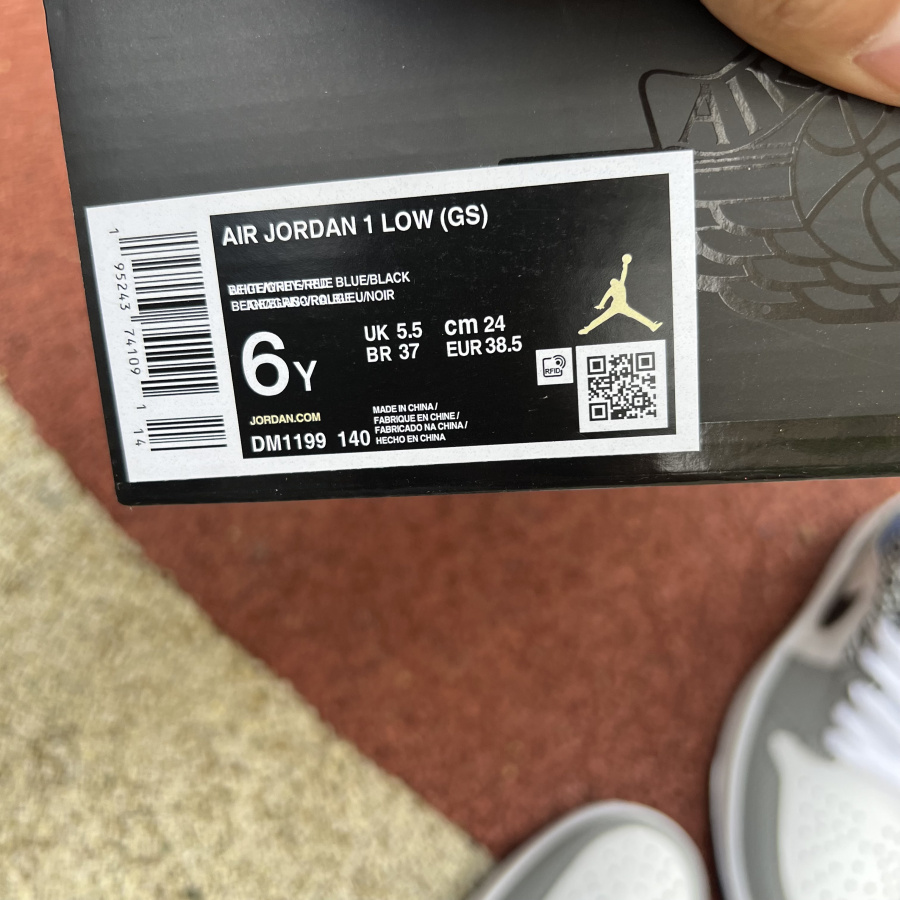 AIR
AIR JORDAN 1 LOW (GS)
BLUE/BLACK
BLEU/NOIR
6Y
UK 5.5 cm 24
BR 37 EUR 38.5
RFID
JORDAN.COM
DM1199 140
MADE IN CHINA /
FABRIQUE EN CHINE /
FABRICADO NA CHINA /
HECHO EN CHINA
1 95243 74109 1 14